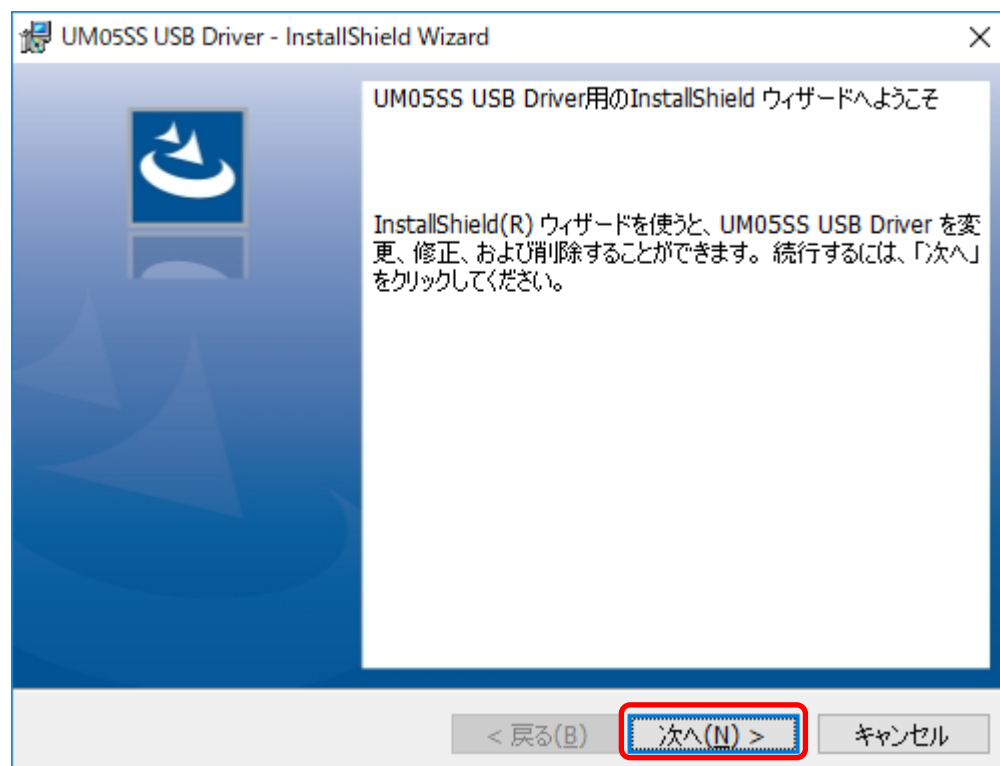 UM05SS USB Driver - InstallShield Wizard
UM05SS USB Driver用のInstallShield ウィザードへようこそ
InstallShield(R) ウィザードを使うと、UM05SS USB Driver を変
更、修正、および削除することができます。続行するには、「次へ」
をクリックしてください。
< 戻る(B)
次へ(N) >
キャンセル